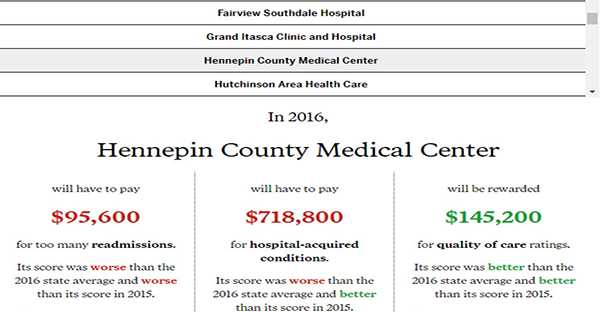 Fairview Southdale Hospital
Grand Itasca Clinic and Hospital
Hennepin County Medical Center
Hutchinson Area Health Care
In 2016,
Hennepin County Medical Center
will have to pay
$95,600
for too many readmissions.
Its score was worse than the
2016 state average and worse
than its score in 2015.
will have to pay
$718,800
for hospital-acquired
conditions.
Its score was worse than the
2016 state average and better
than its score in 2015.
will be rewarded
$145,200
for quality of care ratings.
Its score was better than the
2016 state average and better
than its score in 2015.